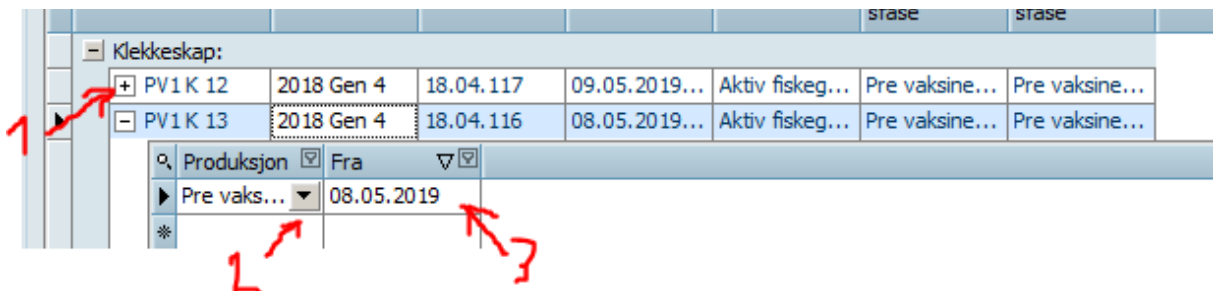 sfase sfase
Klekkeskap:
PV1 K 12 2018 Gen 4 18.04.117 09.05.2019... Aktiv fiskeg... Pre vaksine... Pre vaksine...
1
PV1 K 13 2018 Gen 4 18.04.116 08.05.2019... Aktiv fiskeg... Pre vaksine... Pre vaksine...
Produksjon Fra
Pre vaks... 08.05.2019
2 3